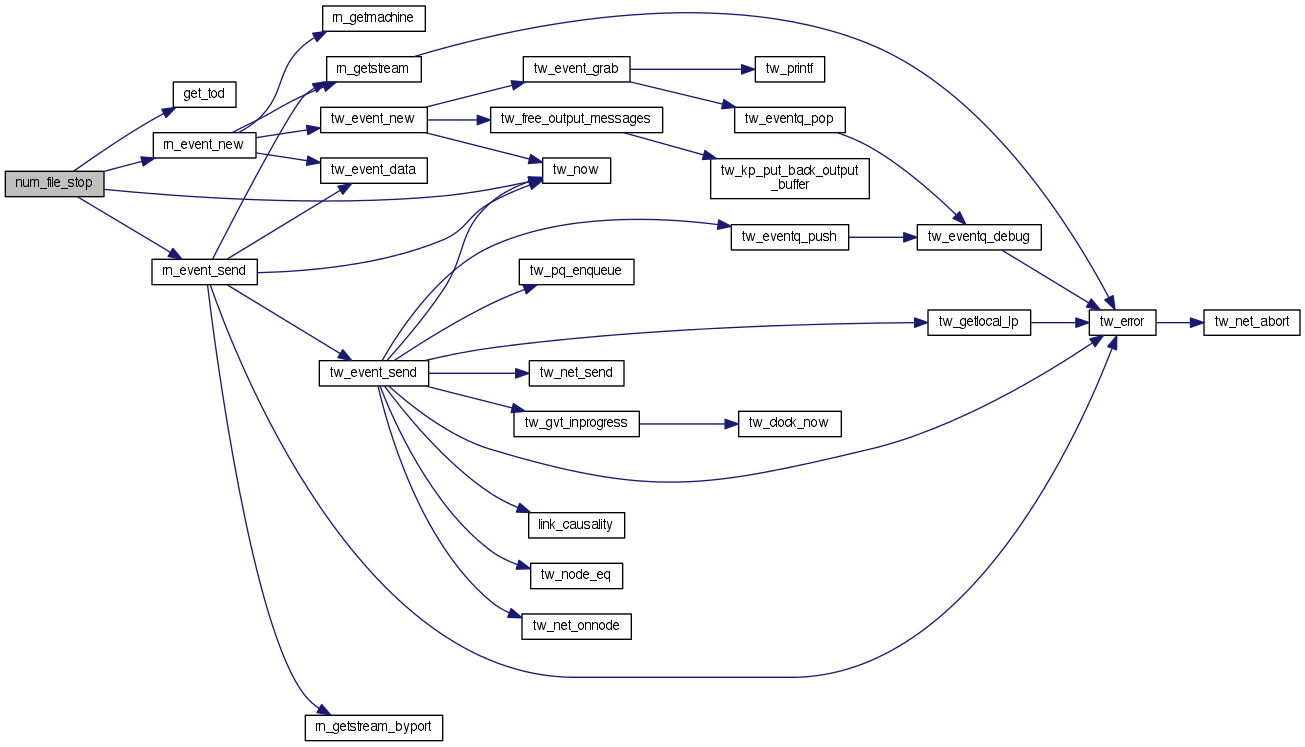 rn_getmachine
rn_getstream
tw_event_grab
tw_printf
get_tod
tw_event_new
tw_free_output_messages
tw_eventq_pop
rn_event_new
tw_event_data
tw_now
tw_kp_put_back_output
_buffer
num_file_stop
tw_eventq_push
tw_eventq_debug
rn_event_send
tw_pq_enqueue
tw_getlocal_lp
tw_error
tw_net_abort
tw_event_send
tw_net_send
tw_gvt_inprogress
tw_clock_now
link_causality
tw_node_eq
tw_net_onnode
rn_getstream_byport